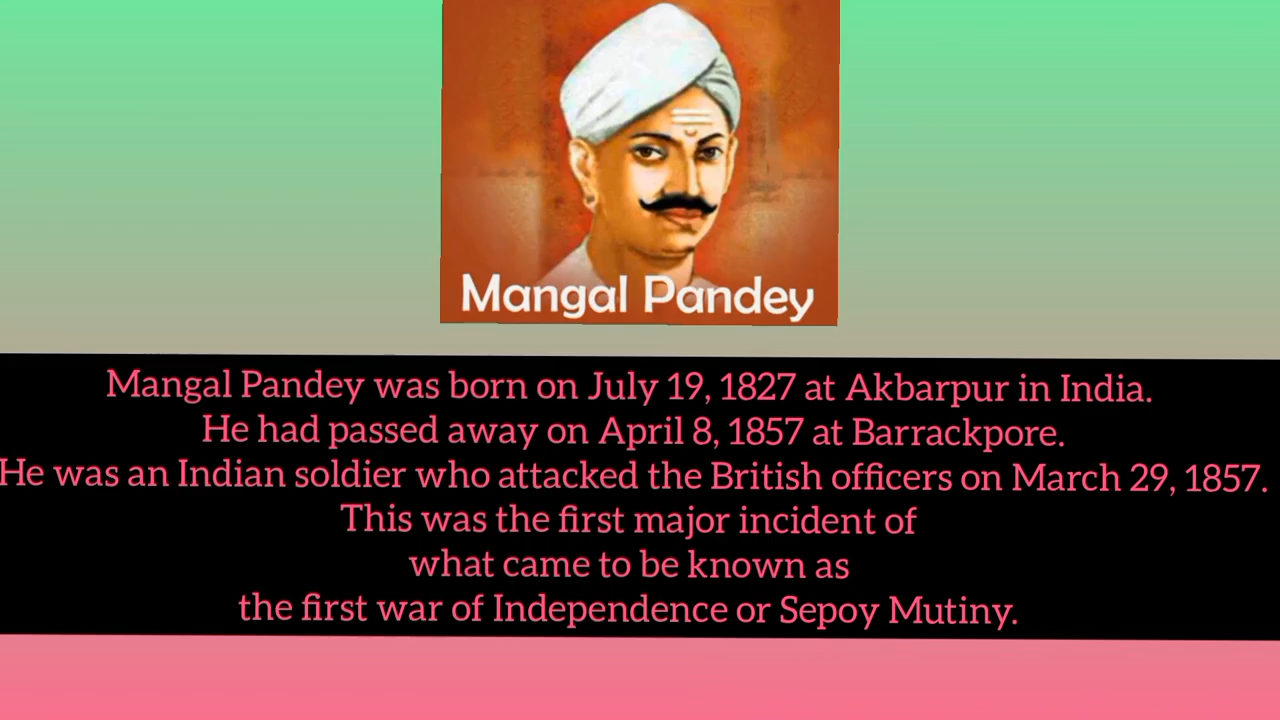 Mangal Pandey
Mangal Pandey was born on July 19, 1827 at Akbarpur in India.
He had passed away on April 8, 1857 at Barrackpore.
He was an Indian soldier who attacked the British officers on March 29, 1857.
This was the first major incident of
what came to be known as
the first war of Independence or Sepoy Mutiny.